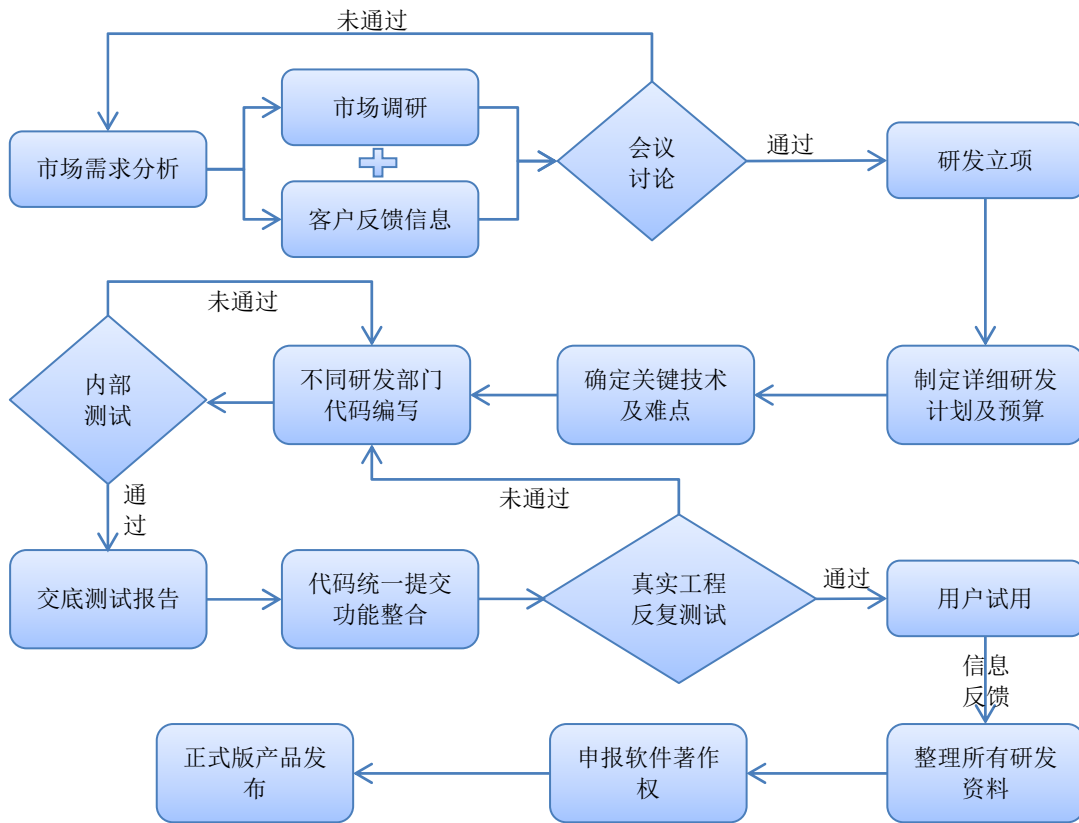 未通过
市场调研
市场需求分析
会议
讨论
通过
研发立项
客户反馈信息
未通过
内部
测试
不同研发部门
代码编写
确定关键技术
及难点
制定详细研发
计划及预算
通
过
未通过
交底测试报告
代码统一提交
功能整合
真实工程
反复测试
通过
用户试用
信息
反馈
正式版产品发
布
申报软件著作
权
整理所有研发
资料